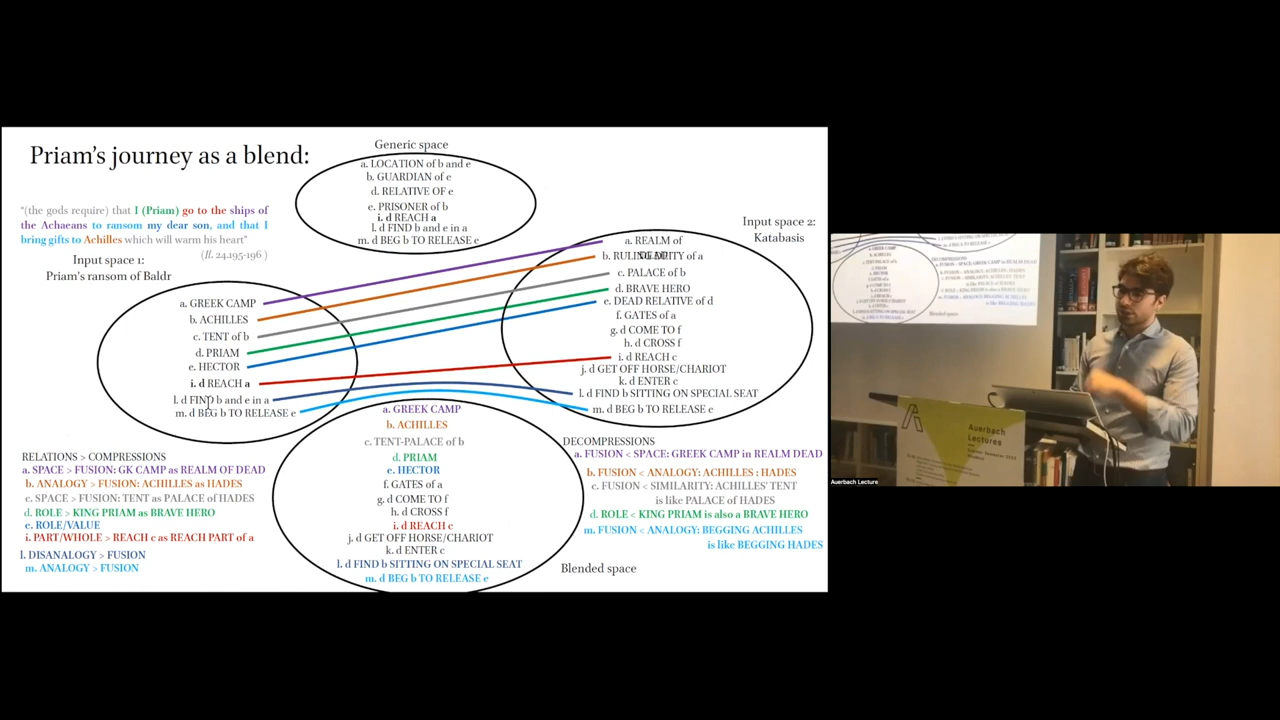 Priam's journey as a blend:
Generic space
a. LOCATION of b and e
b. GUARDIAN of e
d. RELATIVE OF e
e. PRISONER of b
i. d REACH a
l. d FIND b and e in a
m. d BEG b TO RELEASE e
"(the gods require) that I (Priam) go to the ships of
the Achaeans to ransom my dear son, and that I
bring gifts to Achilles which will warm his heart"
(Il. 24.195-196 )
Input space 1:
Priam's ransom of Baldr
a. GREEK CAMP
b. ACHILLES
c. TENT of b
d. PRIAM
e. HECTOR
i. d REACH a
l. d FIND b and e in a
m. d BEG b TO RELEASE e
Input space 2:
Katabasis
a. REALM of
b. RULING DEITY of a
c. PALACE of b
d. BRAVE HERO
e. DEAD RELATIVE of d
f. GATES of a
g. d COME TO f
h. d CROSS f
i. d REACH c
j. d GET OFF HORSE/CHARIOT
k. d ENTER c
l. d FIND b SITTING ON SPECIAL SEAT
m. d BEG b TO RELEASE e
RELATIONS > COMPRESSIONS
a. SPACE > FUSION: GK CAMP as REALM OF DEAD
b. ANALOGY > FUSION: ACHILLES as HADES
c. SPACE > FUSION: TENT as PALACE of HADES
d. ROLE > KING PRIAM as BRAVE HERO
e. ROLE/VALUE
i. PART/WHOLE > REACH c as REACH PART of a
l. DISANALOGY > FUSION
m. ANALOGY > FUSION
a. GREEK CAMP
b. ACHILLES
c. TENT-PALACE of b
d. PRIAM
e. HECTOR
f. GATES of a
g. d COME TO f
h. d CROSS f
i. d REACH c
j. d GET OFF HORSE/CHARIOT
k. d ENTER c
l. d FIND b SITTING ON SPECIAL SEAT
m. d BEG b TO RELEASE e
Blended space
DECOMPRESSIONS
a. FUSION < SPACE: GREEK CAMP in REALM DEAD
b. FUSION < ANALOGY: ACHILLES : HADES
c. FUSION < SIMILARITY: ACHILLES' TENT
is like PALACE of HADES
d. ROLE < KING PRIAM is also a BRAVE HERO
m. FUSION < ANALOGY: BEGGING ACHILLES
is like BEGGING HADES
Auerbach
Lectures
Auerbach Lecture